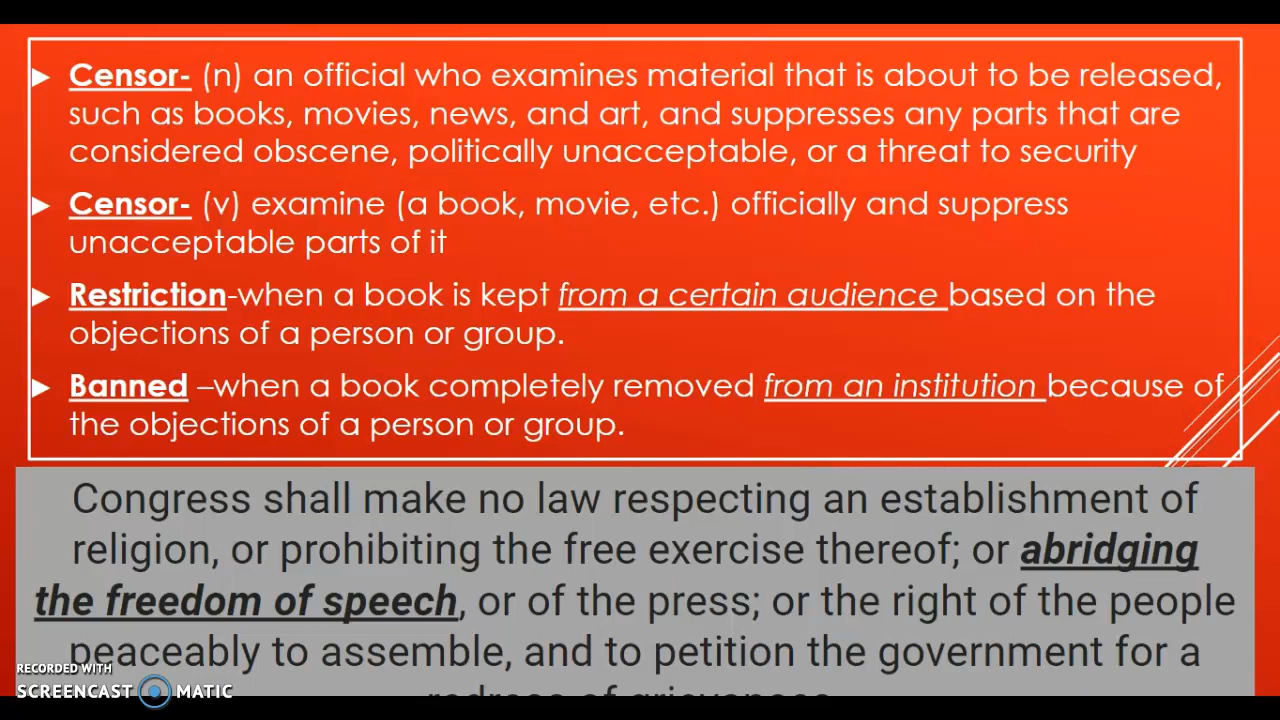 Censor- (n) an official who examines material that is about to be released,
such as books, movies, news, and art, and suppresses any parts that are
considered obscene, politically unacceptable, or a threat to security
Censor- (v) examine (a book, movie, etc.) officially and suppress
unacceptable parts of it
Restriction-when a book is kept from a certain audience based on the
objections of a person or group.
Banned –when a book completely removed from an institution because of
the objections of a person or group.
Congress shall make no law respecting an establishment of
religion, or prohibiting the free exercise thereof; or abridging
the freedom of speech, or of the press; or the right of the people
peaceably to assemble, and to petition the government for a
redress of grievances.
RECORDED WITH
SCREENCAST MATIC